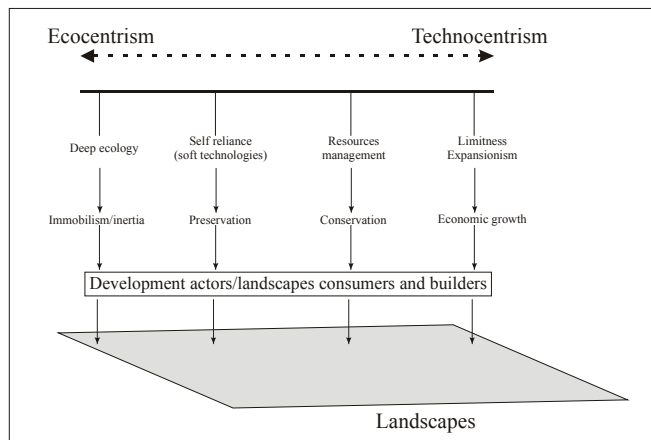 Ecocentrism
Technocentrism
Deep ecology
Self reliance
(soft technologies)
Resources
management
Limitness
Expansionism
Immobilism/inertia
Preservation
Conservation
Economic growth
Development actors/landscapes consumers and builders
Landscapes